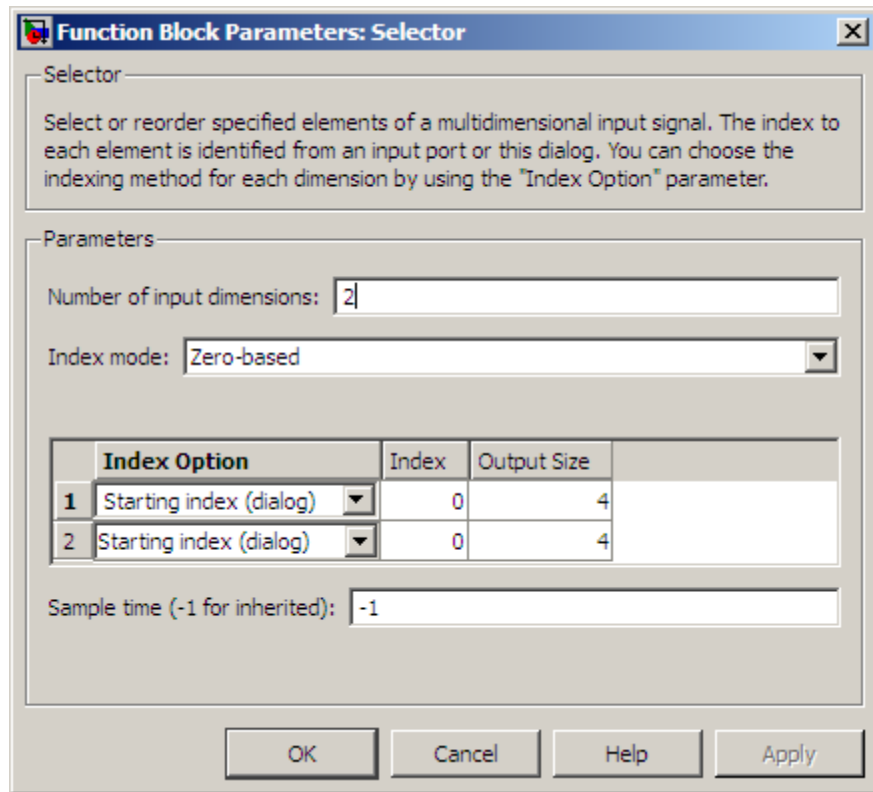 Function Block Parameters: Selector
Selector
Select or reorder specified elements of a multidimensional input signal. The index to
each element is identified from an input port or this dialog. You can choose the
indexing method for each dimension by using the "Index Option" parameter.
Parameters
Number of input dimensions: 2
Index mode: Zero-based
Index Option Index Output Size
1 Starting index (dialog) 0 4
2 Starting index (dialog) 0 4
Sample time (-1 for inherited): -1
OK Cancel Help Apply